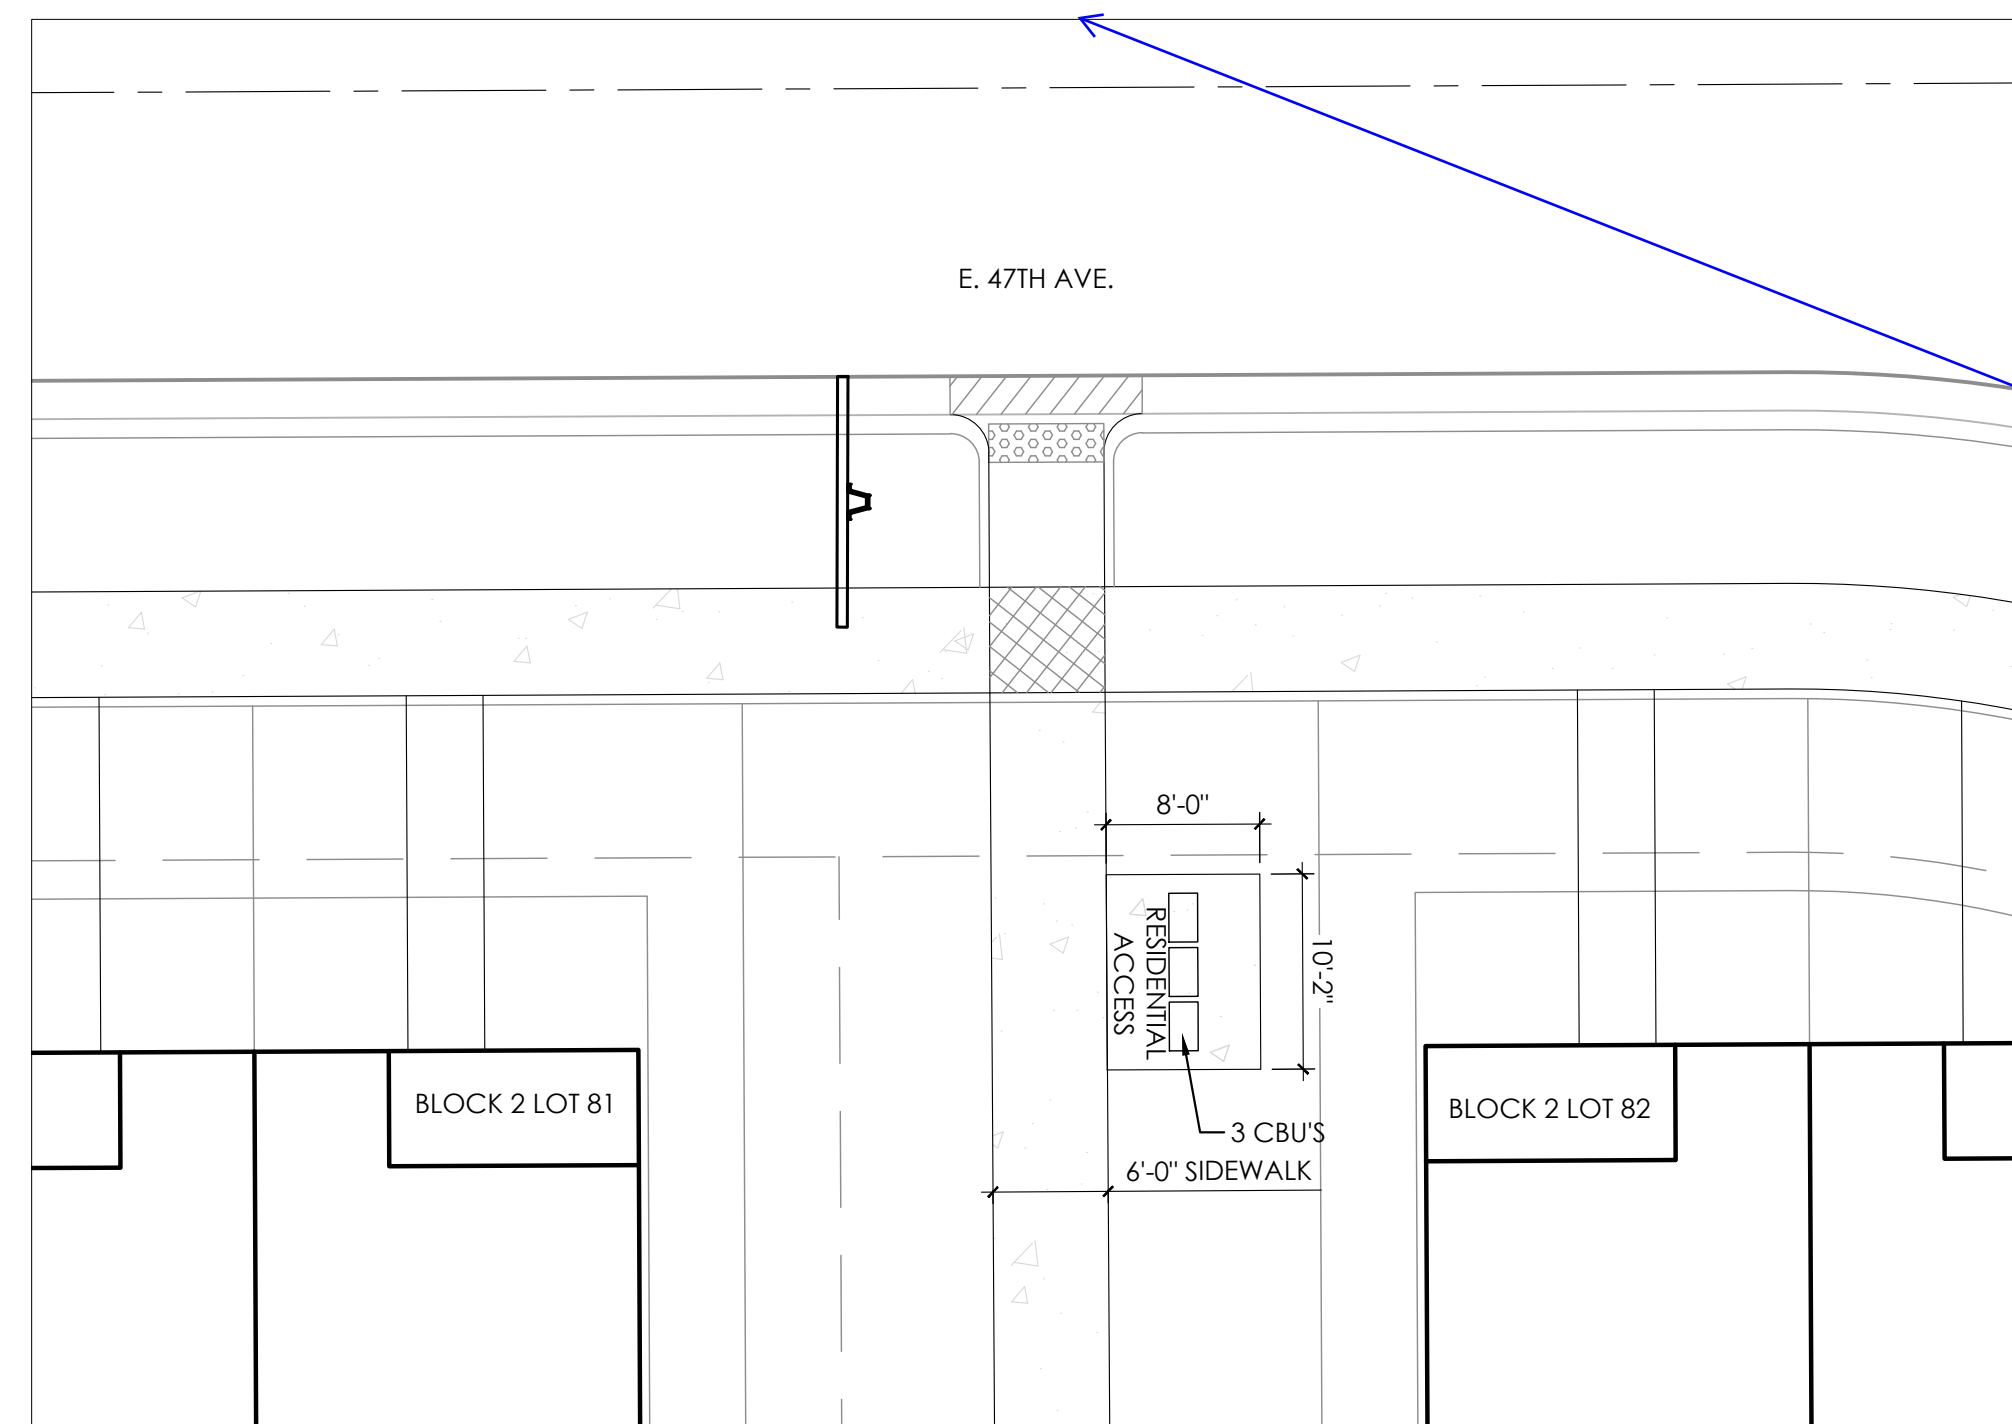 E. 47TH AVE.
8'-0"
RESIDENTIAL
ACCESS
10'-2"
BLOCK 2 LOT 81
BLOCK 2 LOT 82
3 CBU'S
6'-0" SIDEWALK